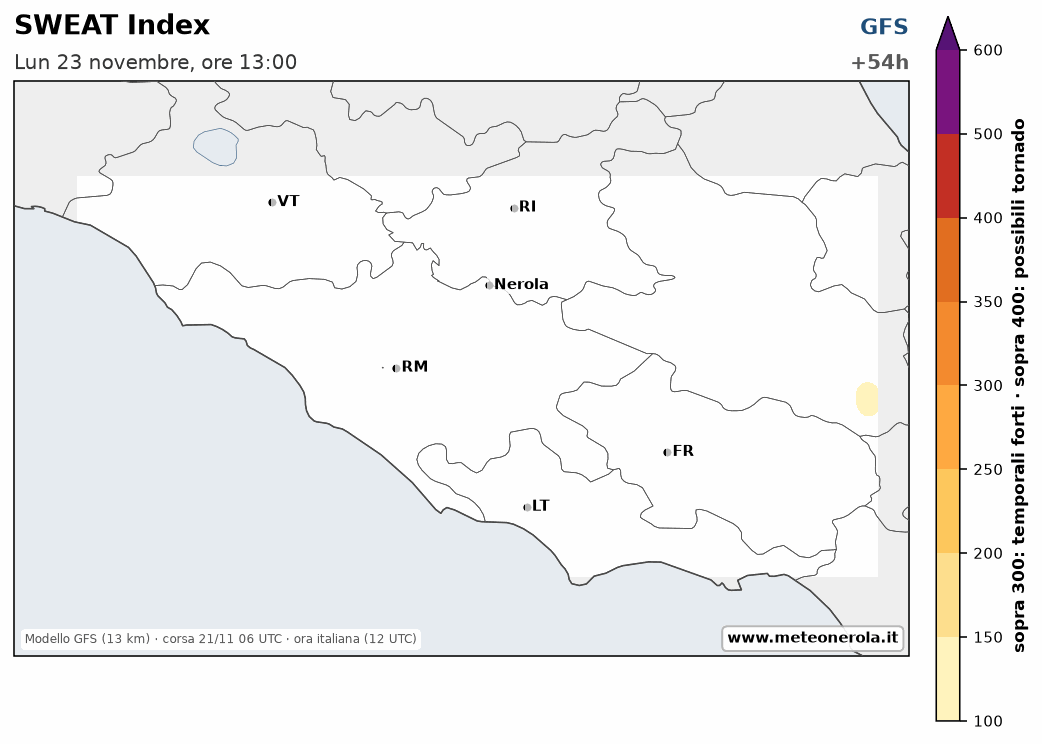 SWEAT Index
GFS
Lun 23 novembre, ore 13:00
+54h
VT
RI
Nerola
RM
FR
LT
Modello GFS (13 km) · corsa 21/11 06 UTC · ora italiana (12 UTC)
www.meteonerola.it
600
500
400
350
300
250
200
150
100
sopra 300: temporali forti · sopra 400: possibili tornado